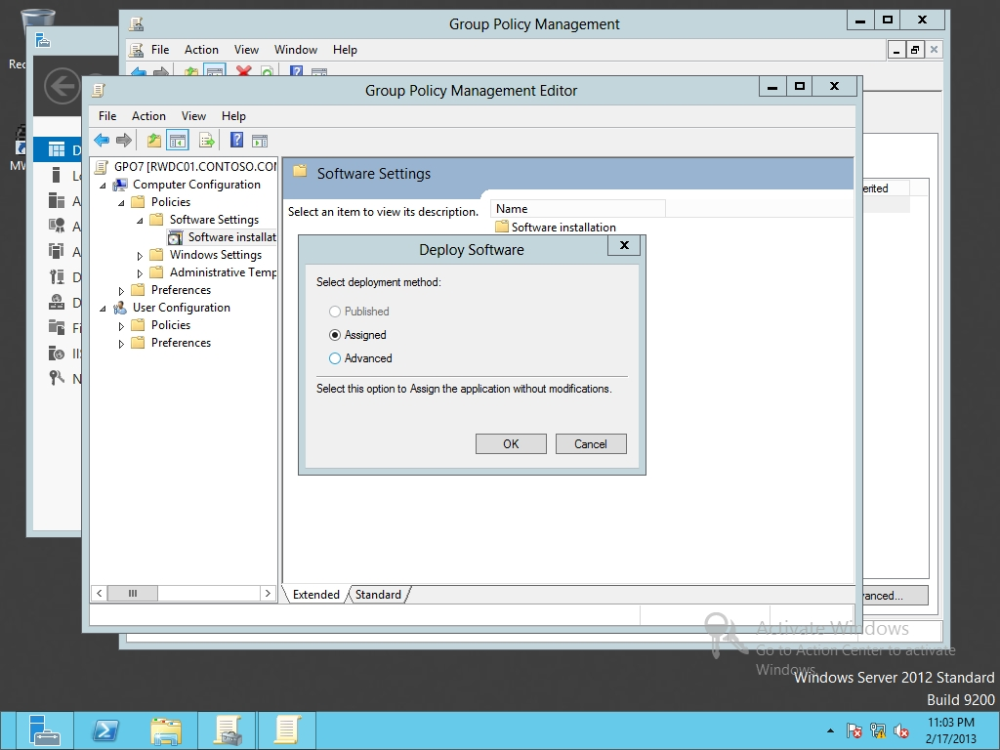 Group Policy Management
File Action View Window Help
Group Policy Management Editor
File Action View Help
GPO7 [RWDC01.CONTOSO.COM
Computer Configuration
Policies
Software Settings
Software installat
Windows Settings
Administrative Temp
Preferences
User Configuration
Policies
Preferences
Software Settings
Select an item to view its description.
Name
Software installation
Deploy Software
Select deployment method:
Published
Assigned
Advanced
Select this option to Assign the application without modifications.
OK Cancel
Extended Standard
erited
anced...
Rec
MW
D
L
A
A
A
D
D
Fi
II
N
Activate Windows
Go to Action Center to activate
Windows.
Windows Server 2012 Standard
Build 9200
11:03 PM
2/17/2013